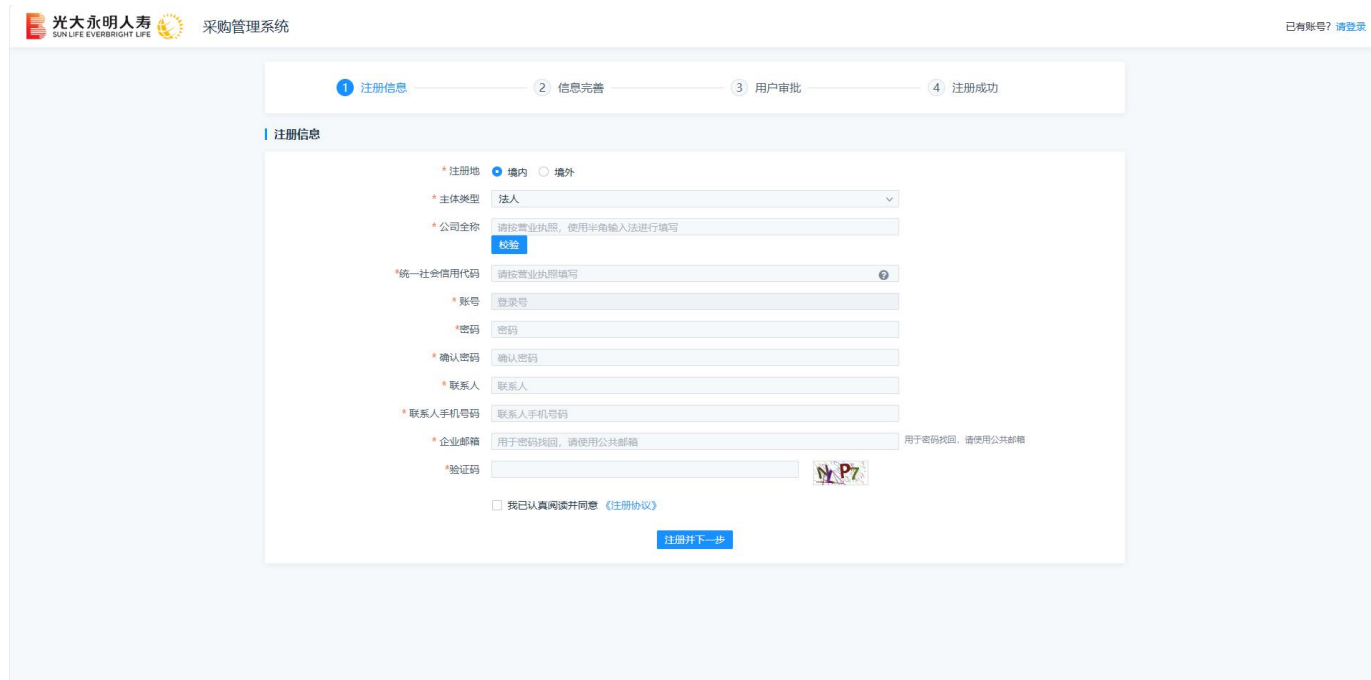 光大永明人寿
SUN LIFE EVERBRIGHT LIFE
采购管理系统
已有账号? 请登录
1 注册信息
2 信息完善
3 用户审批
4 注册成功
注册信息
* 注册地 境内 境外
* 主体类型 法人
* 公司全称 请按营业执照，使用半角输入法进行填写
校验
*统一社会信用代码 请按营业执照填写
* 账号 登录号
*密码 密码
* 确认密码 确认密码
* 联系人 联系人
* 联系人手机号码 联系人手机号码
* 企业邮箱 用于密码找回，请使用公共邮箱 用于密码找回，请使用公共邮箱
*验证码
我已认真阅读并同意 《注册协议》
注册并下一步